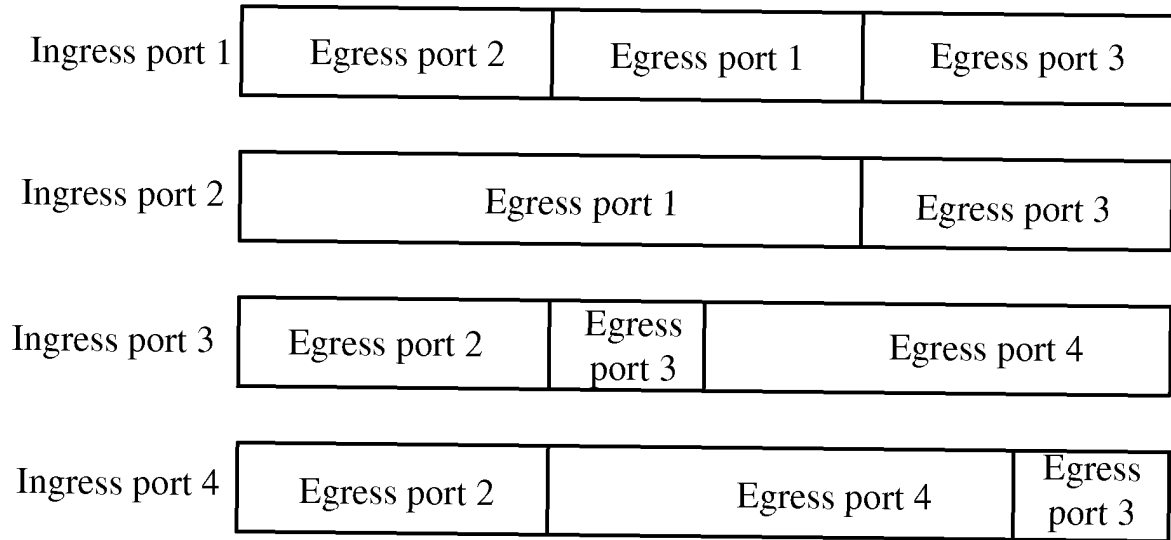 Ingress port 1
Egress port 2
Egress port 1
Egress port 3
Ingress port 2
Egress port 1
Egress port 3
Ingress port 3
Egress port 2
Egress
port 3
Egress port 4
Ingress port 4
Egress port 2
Egress port 4
Egress
port 3